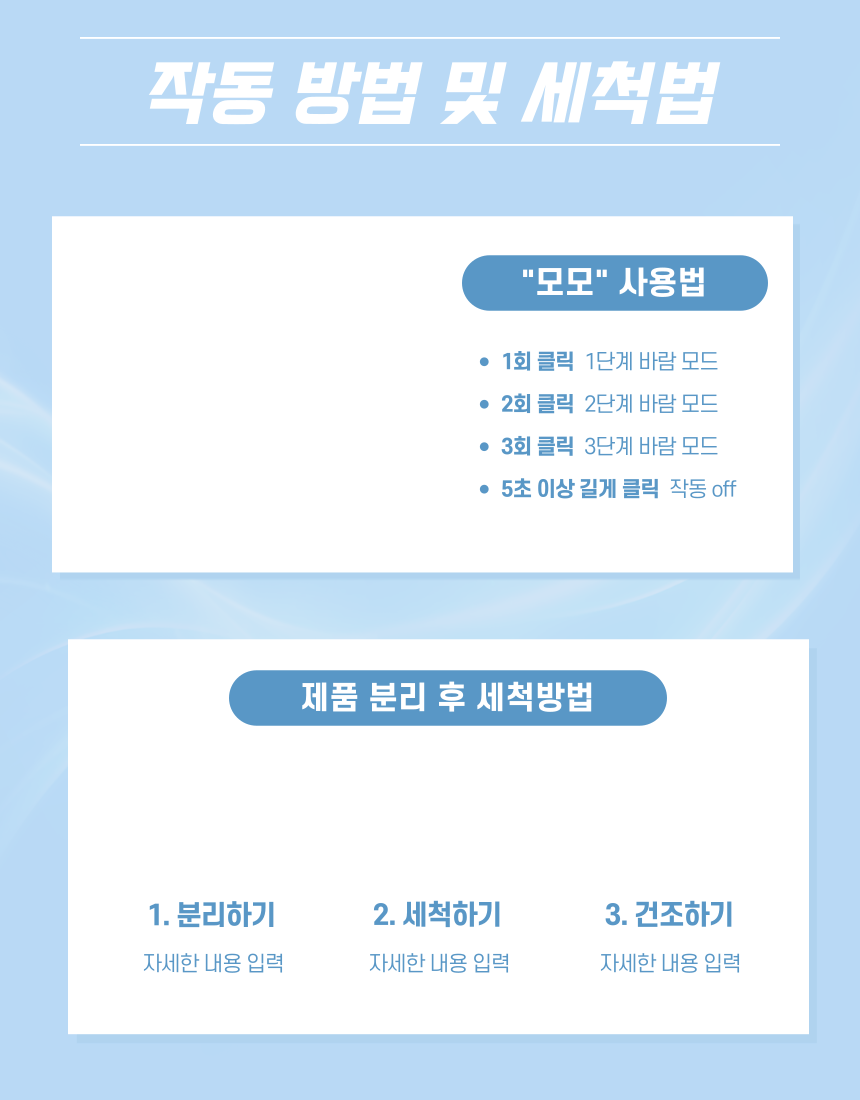 작동 방법 및 세척법
"모모" 사용법
• 1회 클릭 1단계 바람 모드
• 2회 클릭 2단계 바람 모드
• 3회 클릭 3단계 바람 모드
• 5초 이상 길게 클릭 작동 off
제품 분리 후 세척방법
1. 분리하기 2. 세척하기 3. 건조하기
자세한 내용 입력 자세한 내용 입력 자세한 내용 입력